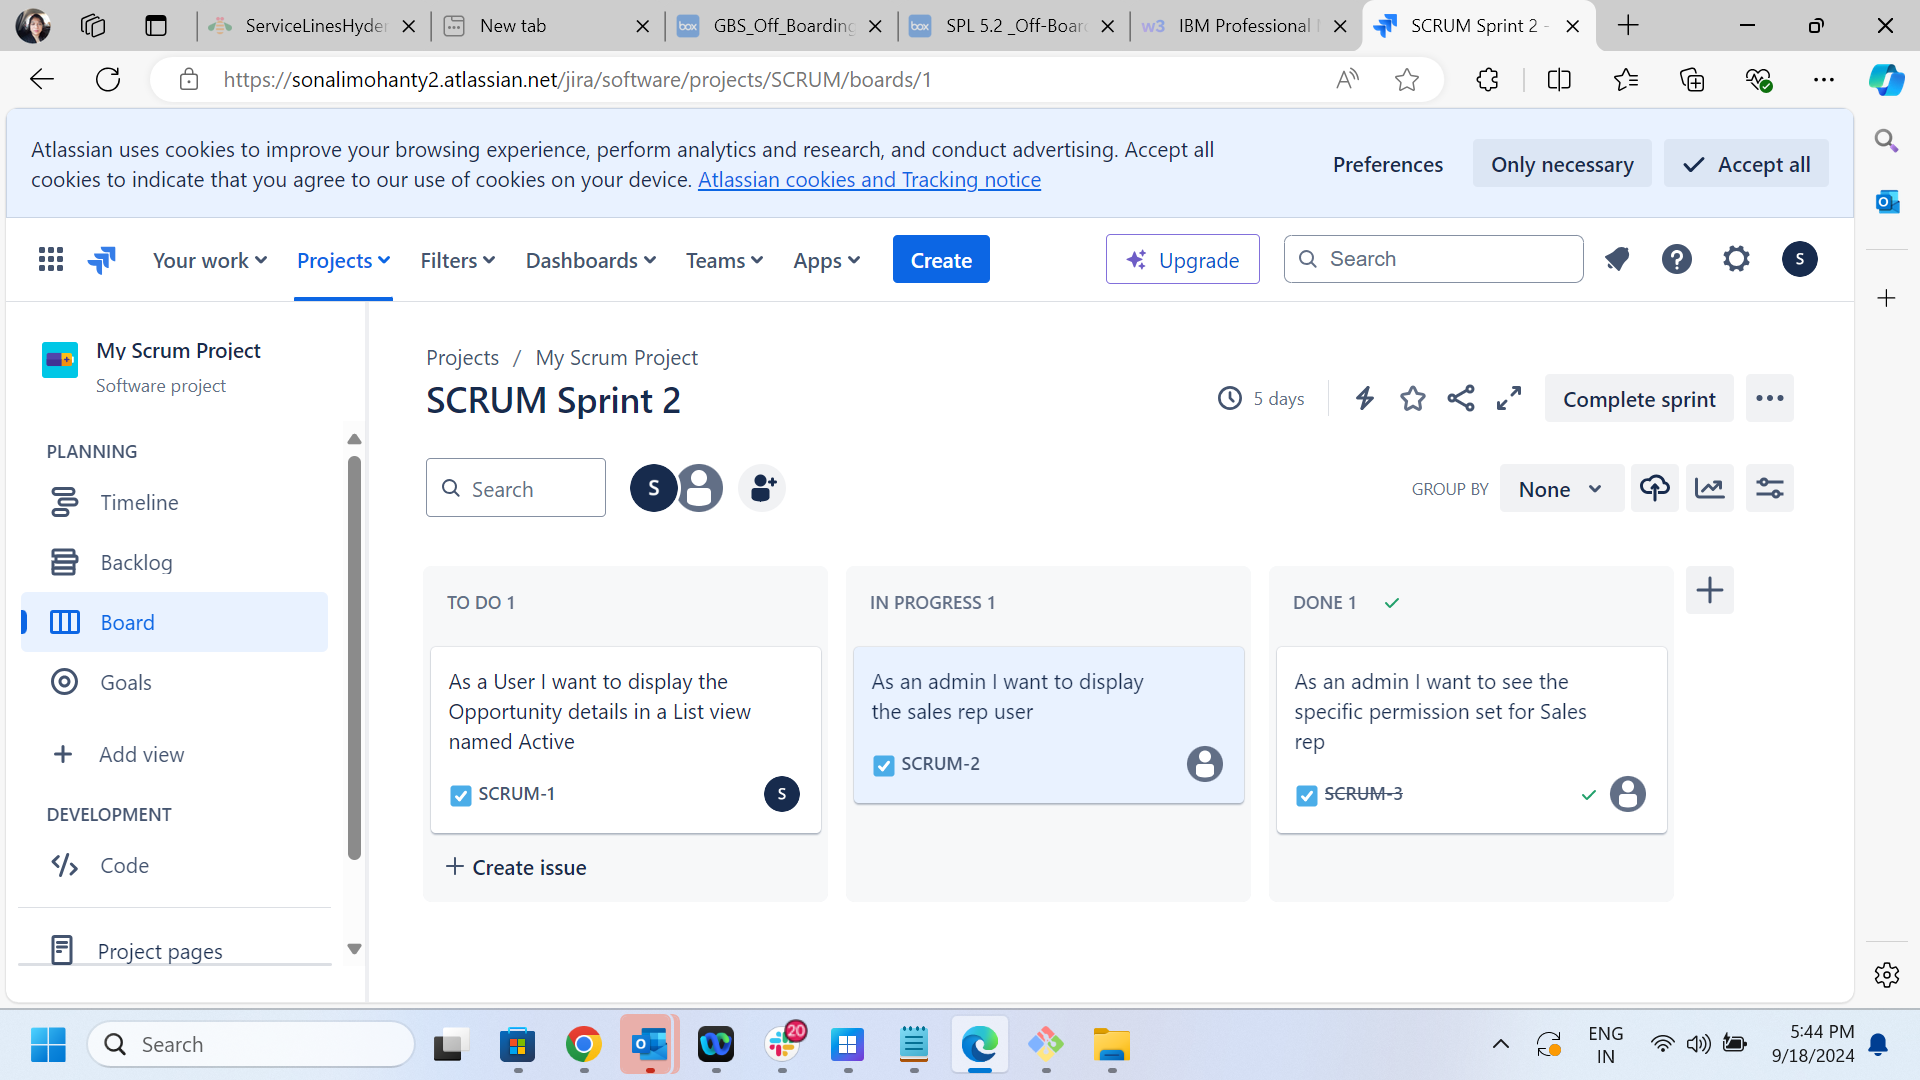 ServiceLinesHyder
New tab
GBS_Off_Boarding
SPL 5.2 _Off-Boar
w3 IBM Professional
SCRUM Sprint 2 -
https://sonalimohanty2.atlassian.net/jira/software/projects/SCRUM/boards/1
Atlassian uses cookies to improve your browsing experience, perform analytics and research, and conduct advertising. Accept all
cookies to indicate that you agree to our use of cookies on your device. Atlassian cookies and Tracking notice
Preferences
Only necessary
Accept all
Your work
Projects
Filters
Dashboards
Teams
Apps
Create
Upgrade
Search
S
My Scrum Project
Software project
PLANNING
Timeline
Backlog
Board
Goals
Add view
DEVELOPMENT
Code
Project pages
Projects / My Scrum Project
SCRUM Sprint 2
5 days
Complete sprint
Search
S
GROUP BY
None
TO DO 1
As a User I want to display the
Opportunity details in a List view
named Active
SCRUM-1
S
Create issue
IN PROGRESS 1
As an admin I want to display
the sales rep user
SCRUM-2
DONE 1
As an admin I want to see the
specific permission set for Sales
rep
SCRUM-3
Search
20
ENG
IN
5:44 PM
9/18/2024